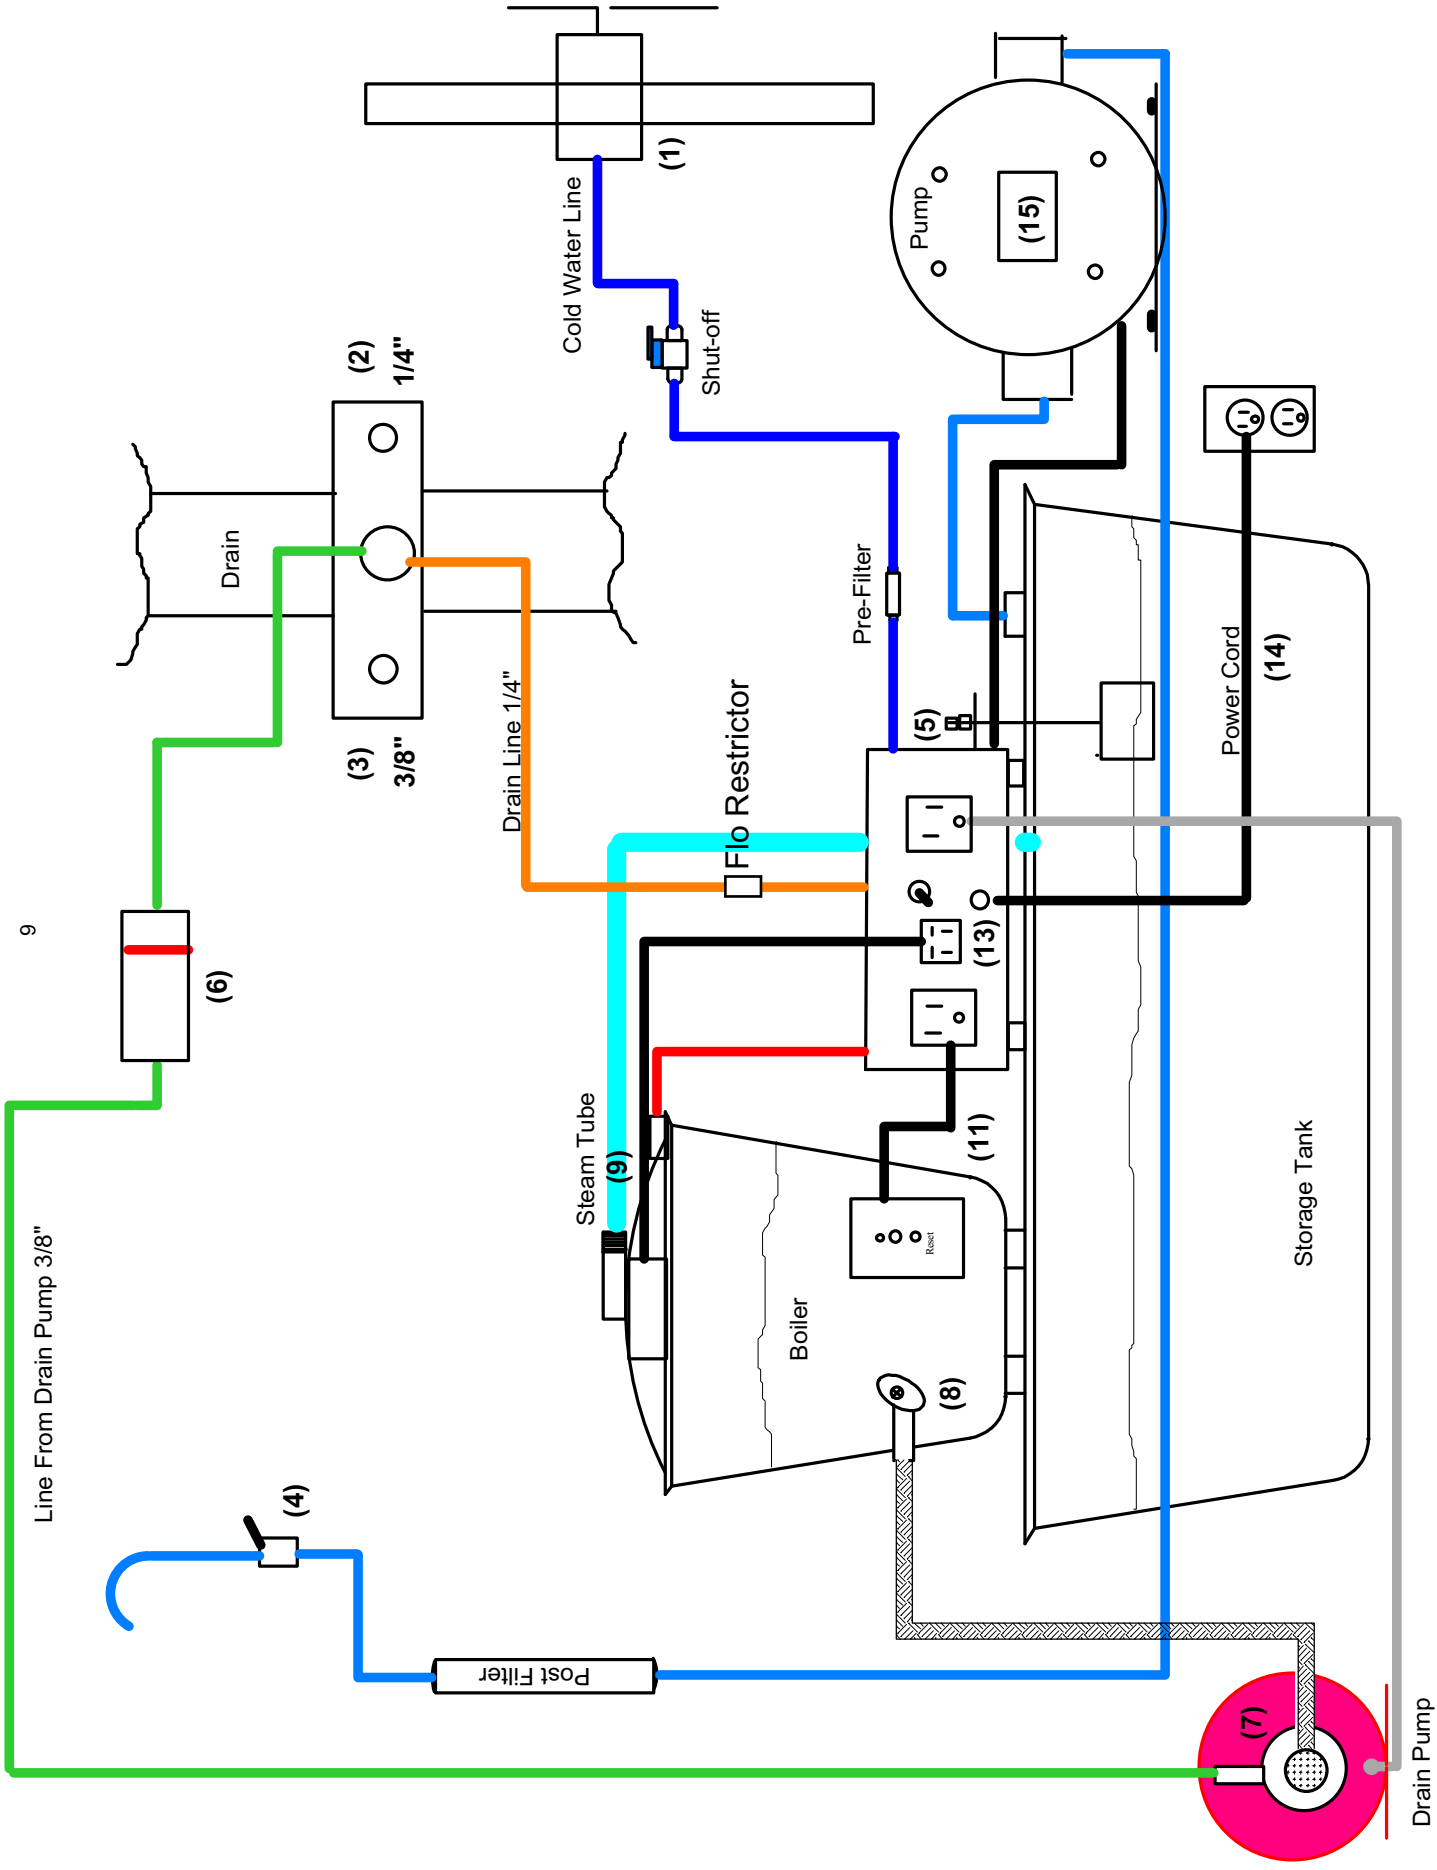 9
Line From Drain Pump 3/8"
(6)
Drain
(3)
3/8"
(2)
1/4"
(4)
Drain Line 1/4"
Cold Water Line
(1)
Shut-off
Steam Tube
(9)
Flo Restrictor
Pre-Filter
Pump
(15)
Post Filter
Boiler
Reset
(8)
(11)
(13)
(5)
Power Cord
(14)
Storage Tank
(7)
Drain Pump